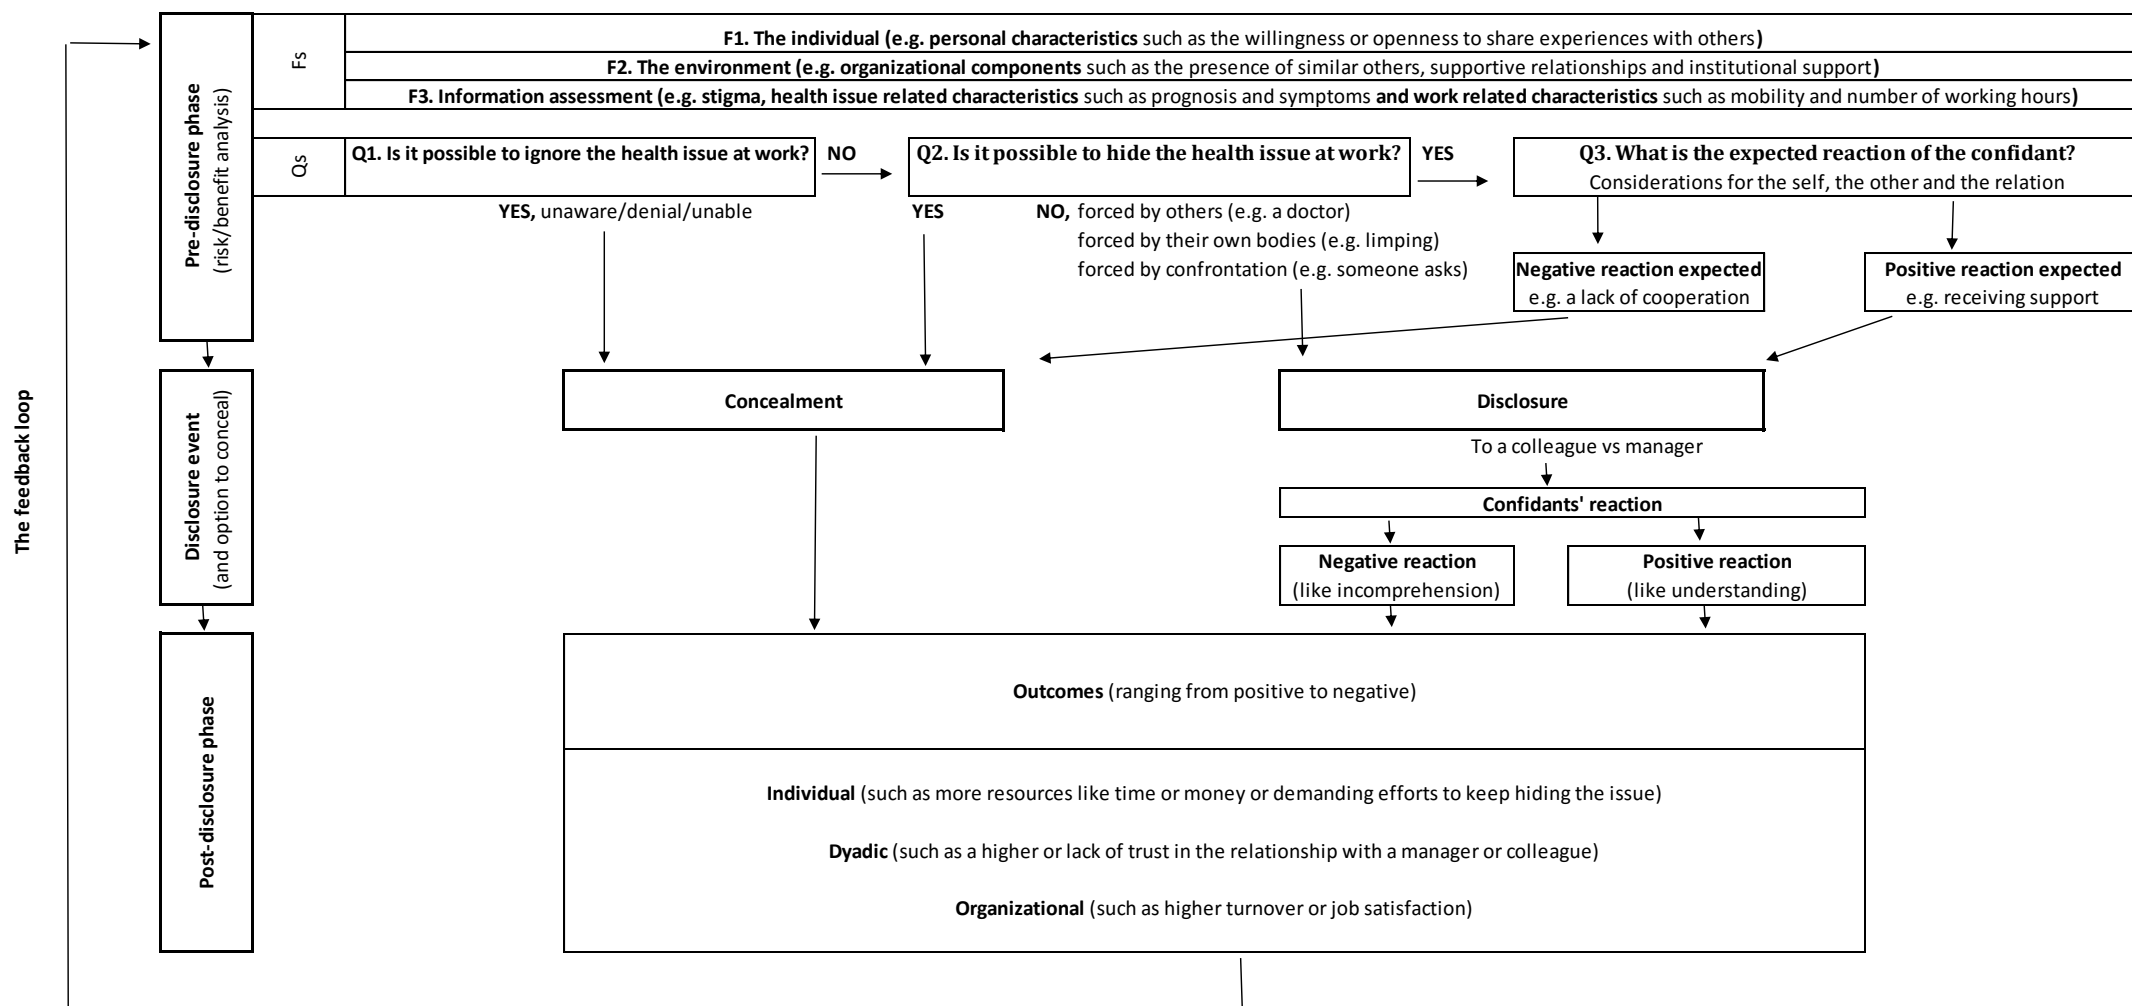 The feedback loop
Pre-disclosure phase
(risk/benefit analysis)
Fs
F1. The individual (e.g. personal characteristics such as the willingness or openness to share experiences with others)
F2. The environment (e.g. organizational components such as the presence of similar others, supportive relationships and institutional support)
F3. Information assessment (e.g. stigma, health issue related characteristics such as prognosis and symptoms and work related characteristics such as mobility and number of working hours)
Qs
Q1. Is it possible to ignore the health issue at work?
NO
Q2. Is it possible to hide the health issue at work?
YES
Q3. What is the expected reaction of the confidant?
Considerations for the self, the other and the relation
YES, unaware/denial/unable
YES
NO, forced by others (e.g. a doctor)
forced by their own bodies (e.g. limping)
forced by confrontation (e.g. someone asks)
Negative reaction expected
e.g. a lack of cooperation
Positive reaction expected
e.g. receiving support
Disclosure event
(and option to conceal)
Concealment
Disclosure
To a colleague vs manager
Confidants' reaction
Negative reaction
(like incomprehension)
Positive reaction
(like understanding)
Post-disclosure phase
Outcomes (ranging from positive to negative)
Individual (such as more resources like time or money or demanding efforts to keep hiding the issue)
Dyadic (such as a higher or lack of trust in the relationship with a manager or colleague)
Organizational (such as higher turnover or job satisfaction)